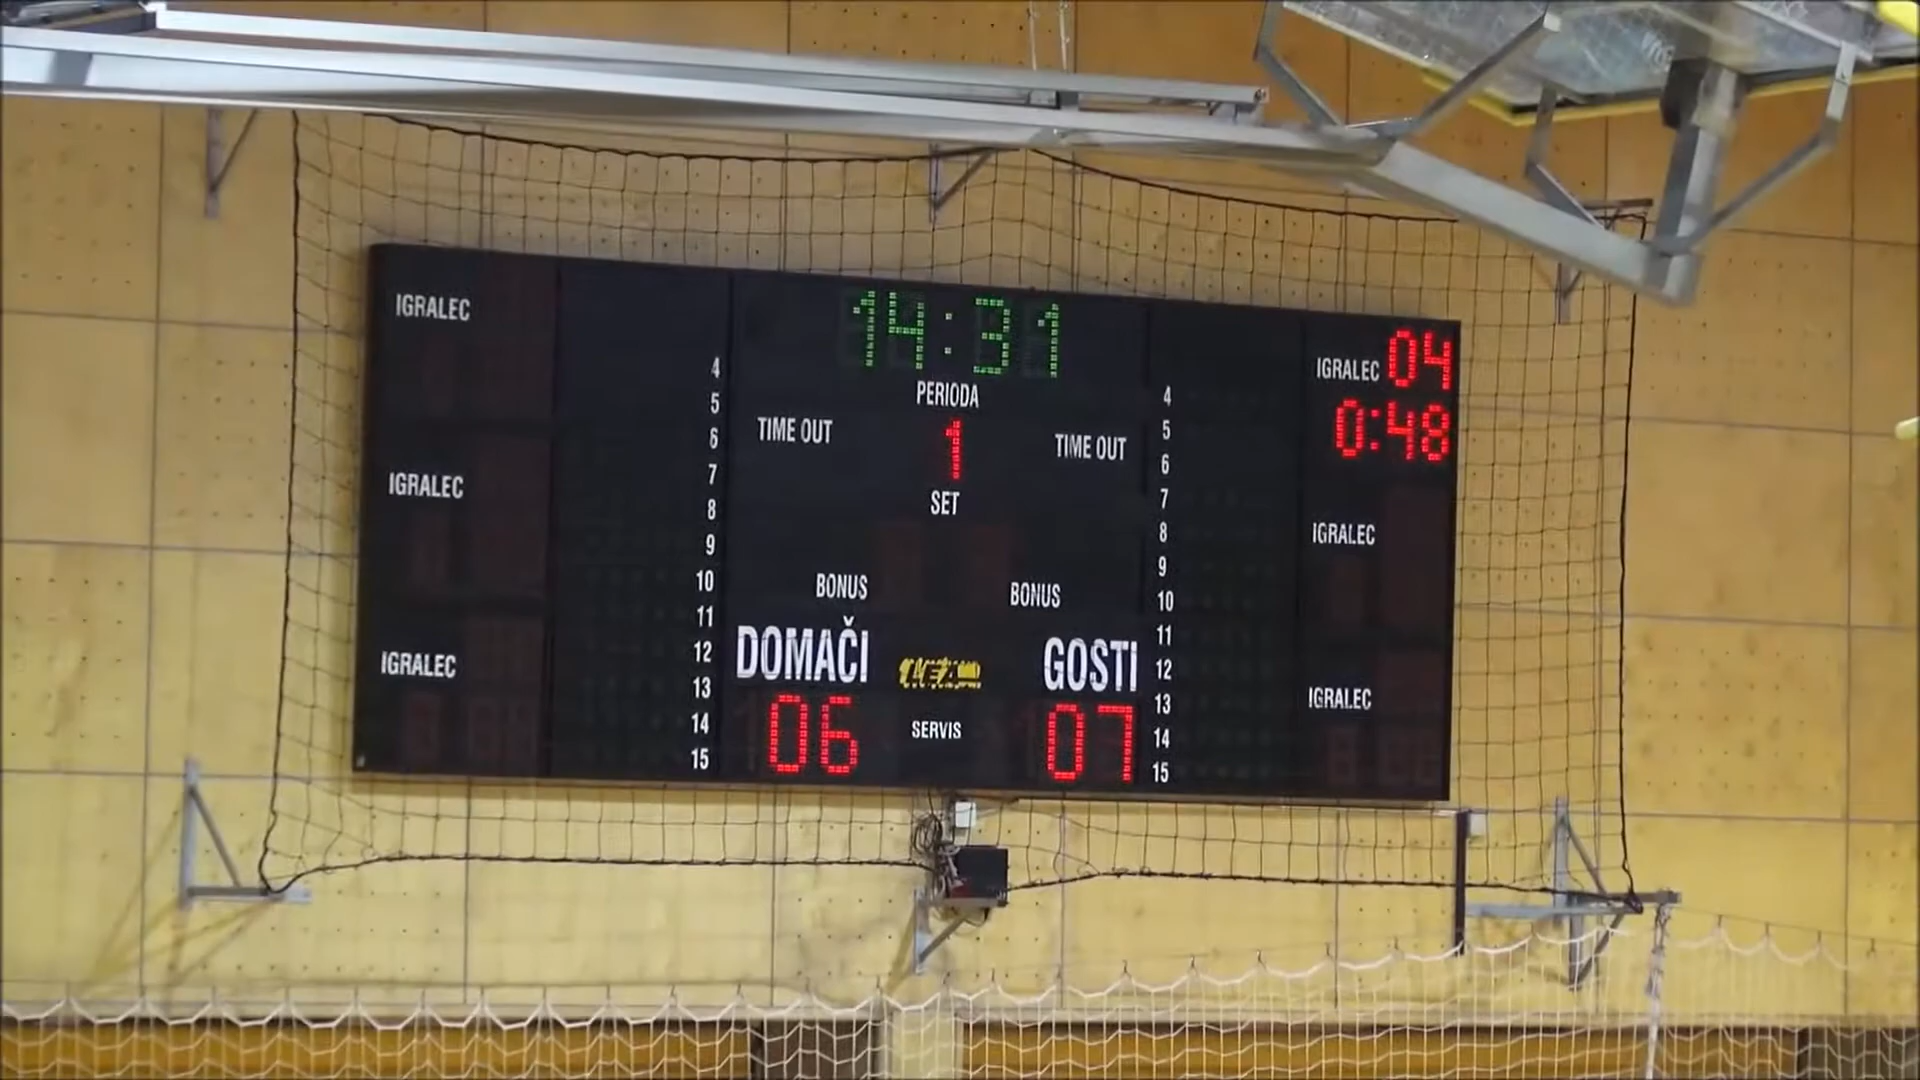 14:31
PERIODA
1
SET
TIME OUT
TIME OUT
BONUS
BONUS
DOMAČI
GOSTI
06
SERVIS
07
IGRALEC
IGRALEC
IGRALEC
4
5
6
7
8
9
10
11
12
13
14
15
4
5
6
7
8
9
10
11
12
13
14
15
IGRALEC 04
0:48
IGRALEC
IGRALEC